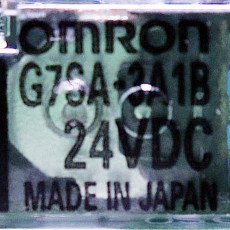 OMRON
G7SA-3A1B
24VDC
MADE IN JAPAN